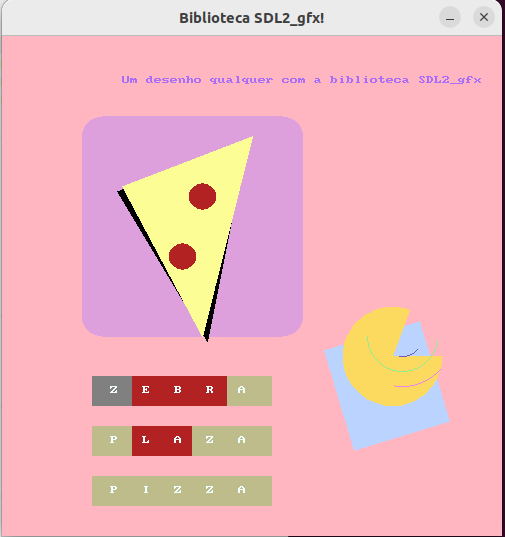 Biblioteca SDL2_gfx!
Um desenho qualquer com a biblioteca SDL2_gfx
Z E B R A
P L A Z A
P I Z Z A